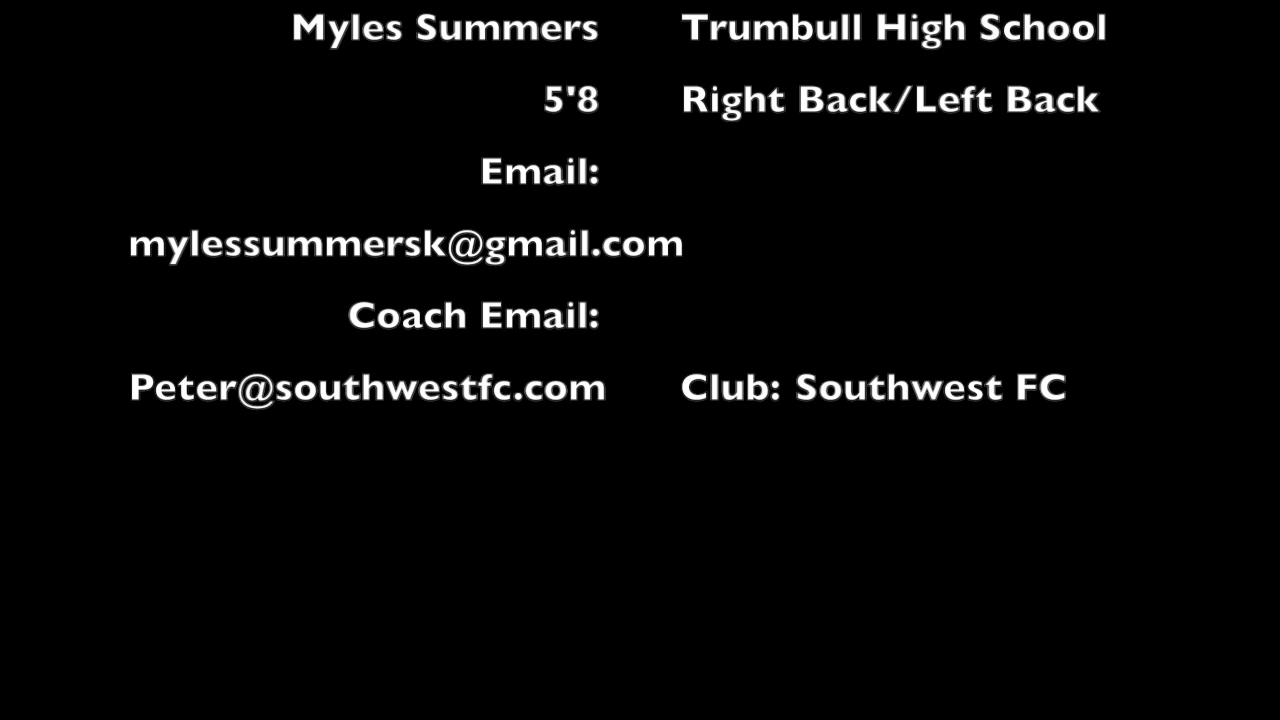 Myles Summers Trumbull High School
5'8 Right Back/Left Back
Email:
mylessummersk@gmail.com
Coach Email:
Peter@southwestfc.com Club: Southwest FC